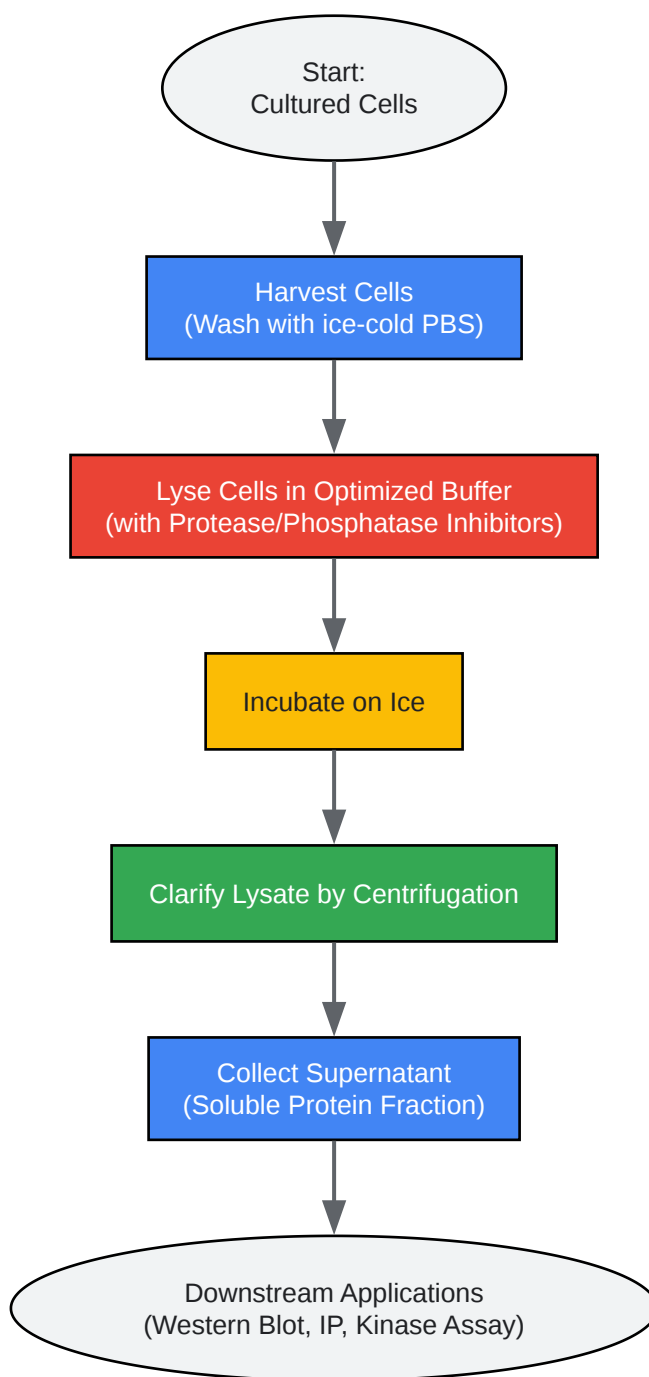 Start:
Cultured Cells
Harvest Cells
(Wash with ice-cold PBS)
Lyse Cells in Optimized Buffer
(with Protease/Phosphatase Inhibitors)
Incubate on Ice
Clarify Lysate by Centrifugation
Collect Supernatant
(Soluble Protein Fraction)
Downstream Applications
(Western Blot, IP, Kinase Assay)